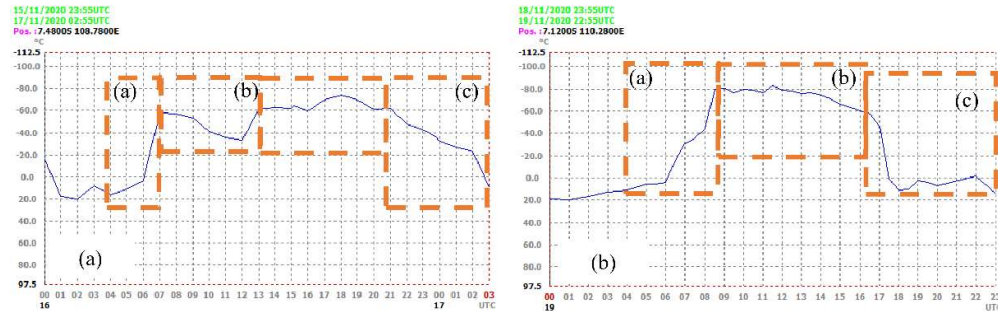 15/11/2020 23:55UTC
17/11/2020 02:55UTC
Pos. :7.4800S 108.7800E
°C
-112.5
-100.0
-80.0
-60.0
-40.0
-20.0
0.0
20.0
40.0
60.0
80.0
97.5
(a)
(b)
(c)
(a)
00 01 02 03 04 05 06 07 08 09 10 11 12 13 14 15 16 17 18 19 20 21 22 23 00 01 02 03
16 17 UTC
18/11/2020 23:55UTC
19/11/2020 22:55UTC
Pos. :7.1200S 110.2800E
°C
-112.5
-100.0
-80.0
-60.0
-40.0
-20.0
0.0
20.0
40.0
60.0
80.0
97.5
(a)
(b)
(c)
(b)
00 01 02 03 04 05 06 07 08 09 10 11 12 13 14 15 16 17 18 19 20 21 22 23
19 UTC